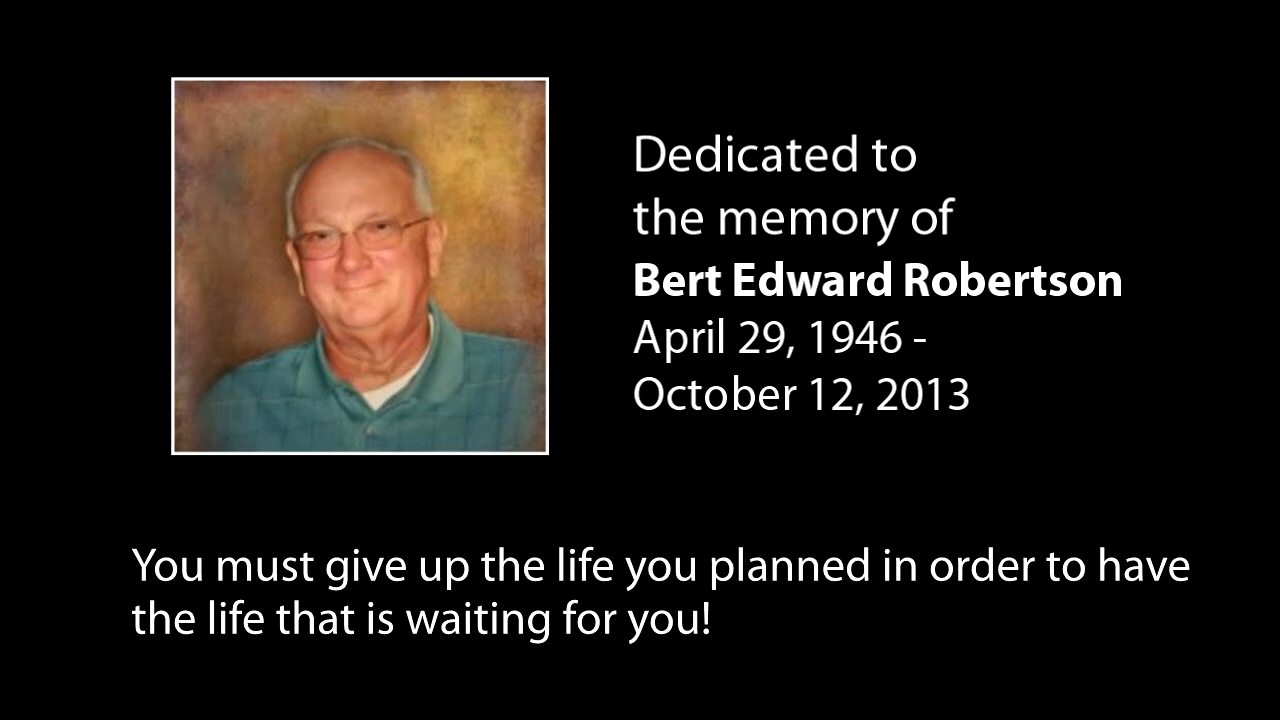 Dedicated to
the memory of
Bert Edward Robertson
April 29, 1946 -
October 12, 2013
You must give up the life you planned in order to have
the life that is waiting for you!